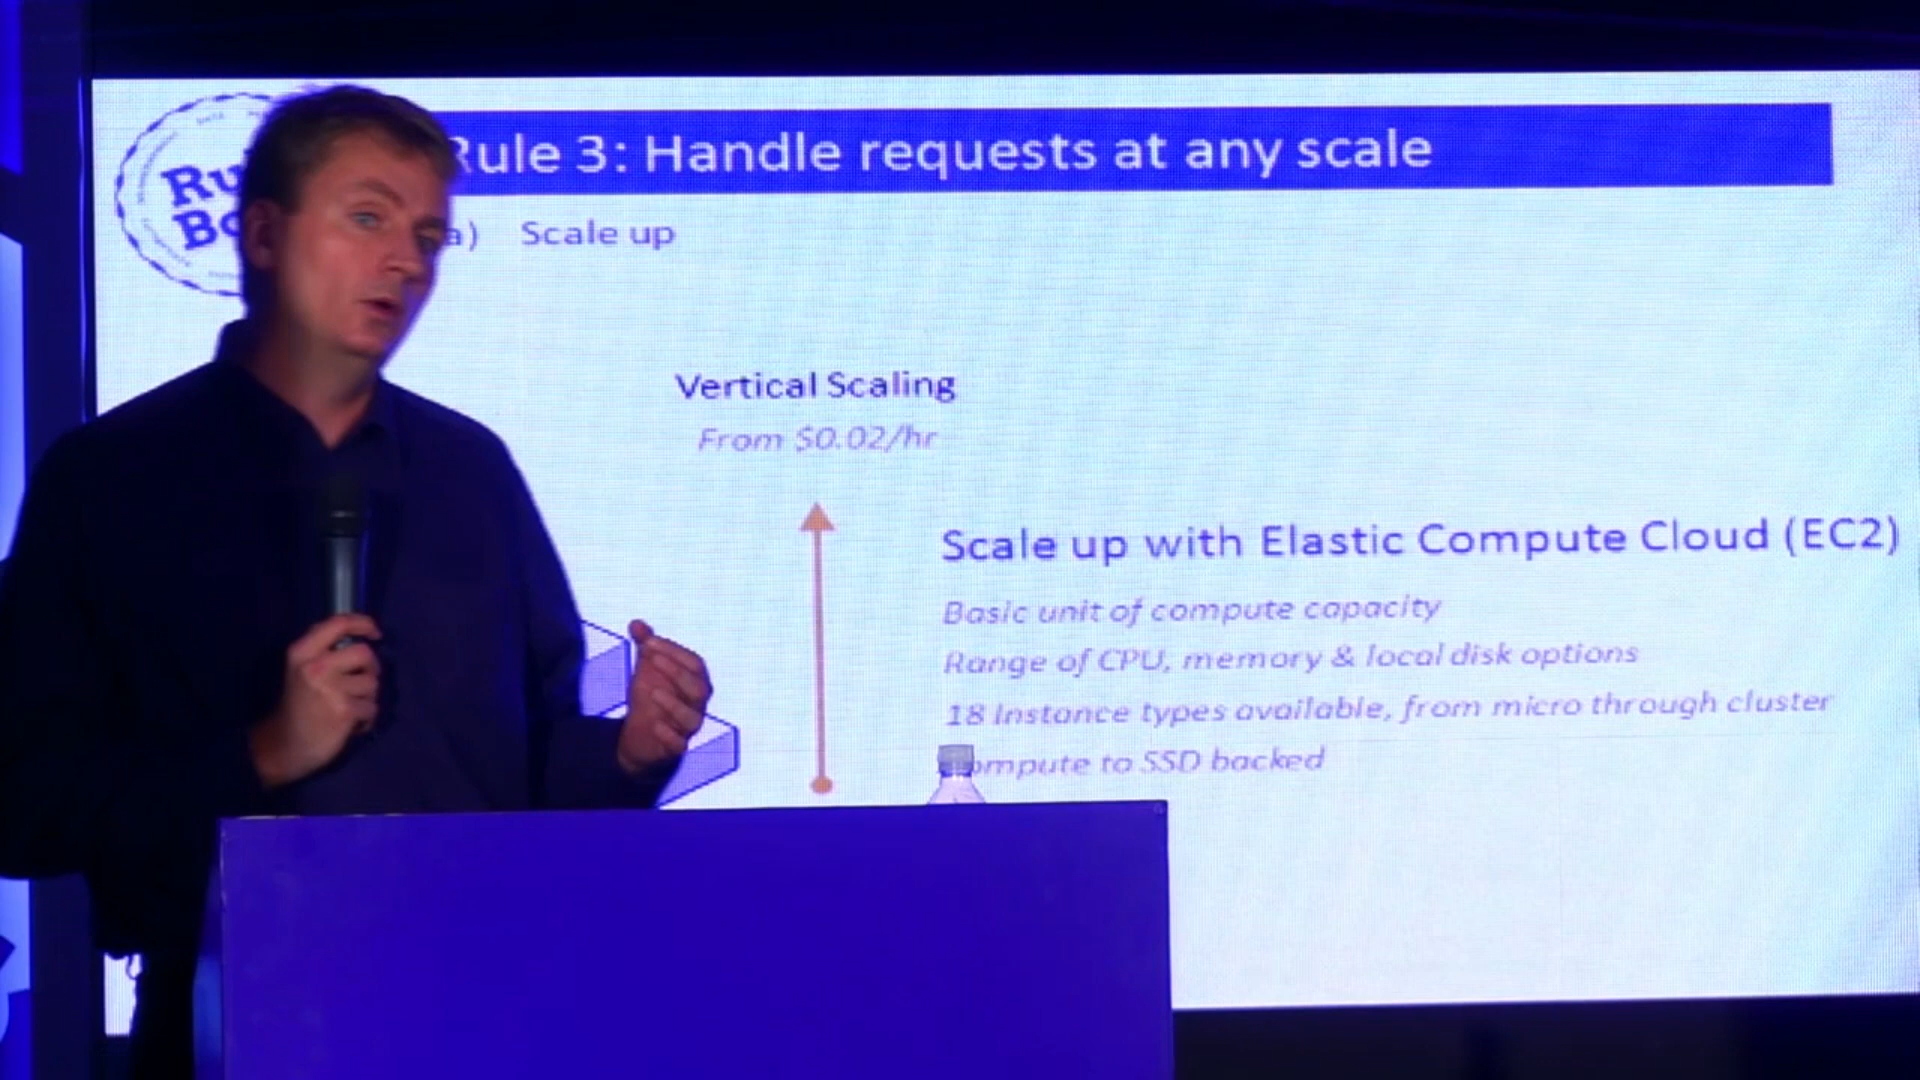 Rule 3: Handle requests at any scale
a) Scale up
Vertical Scaling
From $0.02/hr
Scale up with Elastic Compute Cloud (EC2)
Basic unit of compute capacity
Range of CPU, memory & local disk options
18 Instance types available, from micro through cluster
ompute to SSD backed